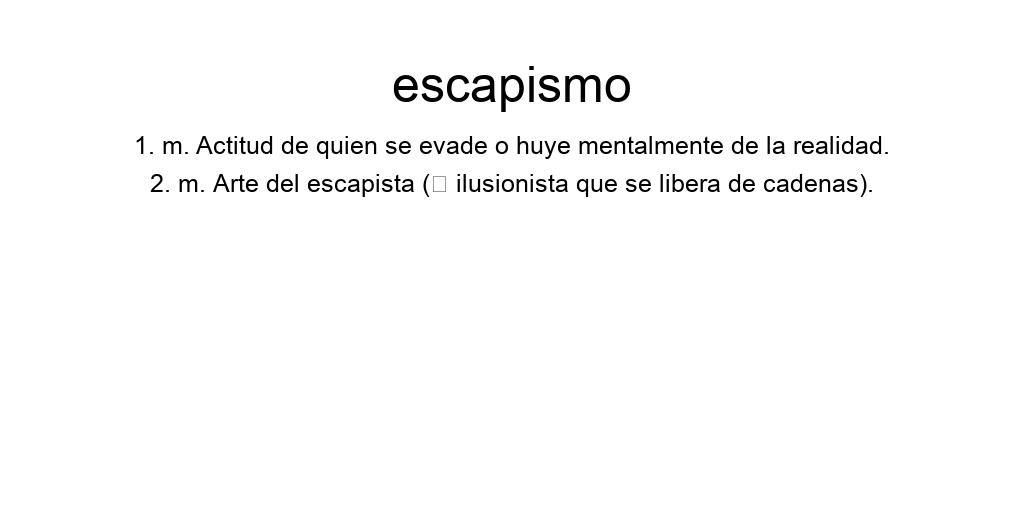 escapismo
1. m. Actitud de quien se evade o huye mentalmente de la realidad.
2. m. Arte del escapista (□ ilusionista que se libera de cadenas).